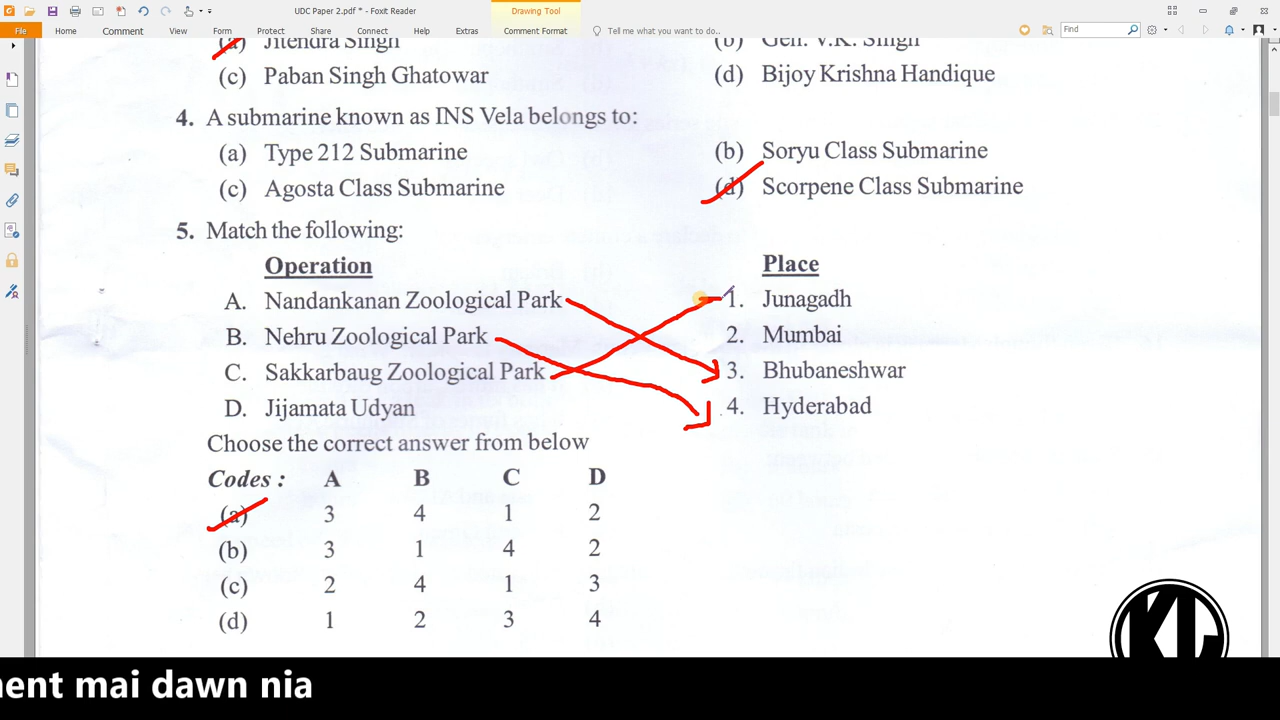 UDC Paper 2.pdf * - Foxit Reader
Drawing Tool
File Home Comment View Form Protect Share Connect Help Extras Comment Format Tell me what you want to do.. Find
(a) Jitendra Singh (b) Gen. V.K. Singh
(c) Paban Singh Ghatowar (d) Bijoy Krishna Handique
4. A submarine known as INS Vela belongs to:
(a) Type 212 Submarine (b) Soryu Class Submarine
(c) Agosta Class Submarine (d) Scorpene Class Submarine
5. Match the following:
Operation Place
A. Nandankanan Zoological Park 1. Junagadh
B. Nehru Zoological Park 2. Mumbai
C. Sakkarbaug Zoological Park 3. Bhubaneshwar
D. Jijamata Udyan 4. Hyderabad
Choose the correct answer from below
Codes : A B C D
(a) 3 4 1 2
(b) 3 1 4 2
(c) 2 4 1 3
(d) 1 2 3 4
KL
nent mai dawn nia